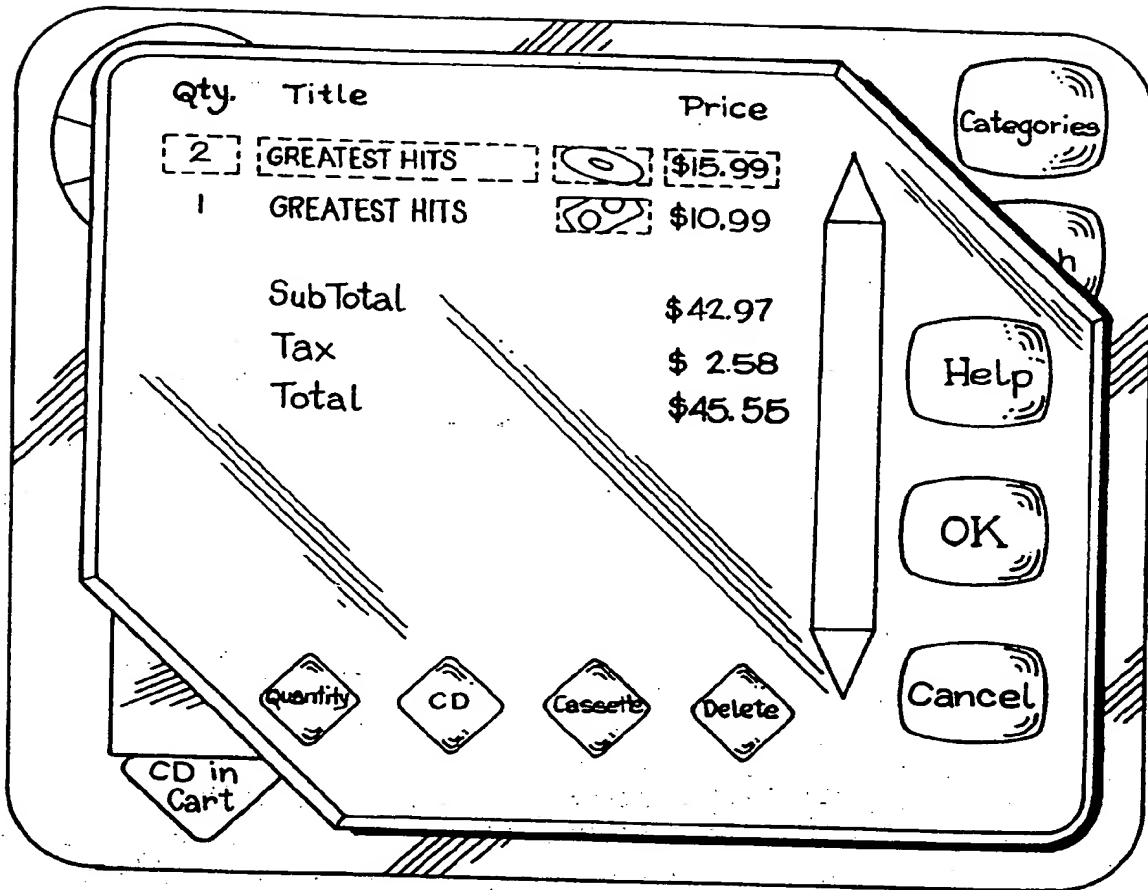 Qty. Title Price
2 GREATEST HITS $15.99
1 GREATEST HITS $10.99
SubTotal $42.97
Tax $ 2.58
Total $45.55
Categories
h
Help
OK
Cancel
Quantity CD Cassette Delete
CD in
Cart